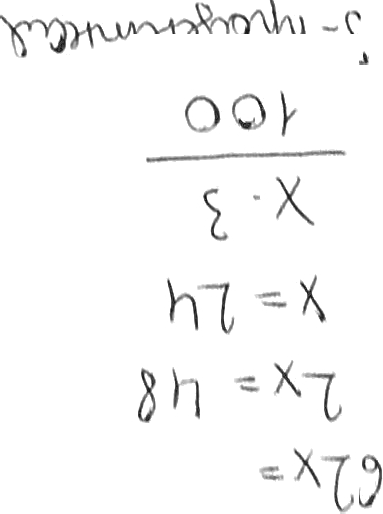 62x=
2x = 48
x = 24
x · 3
100